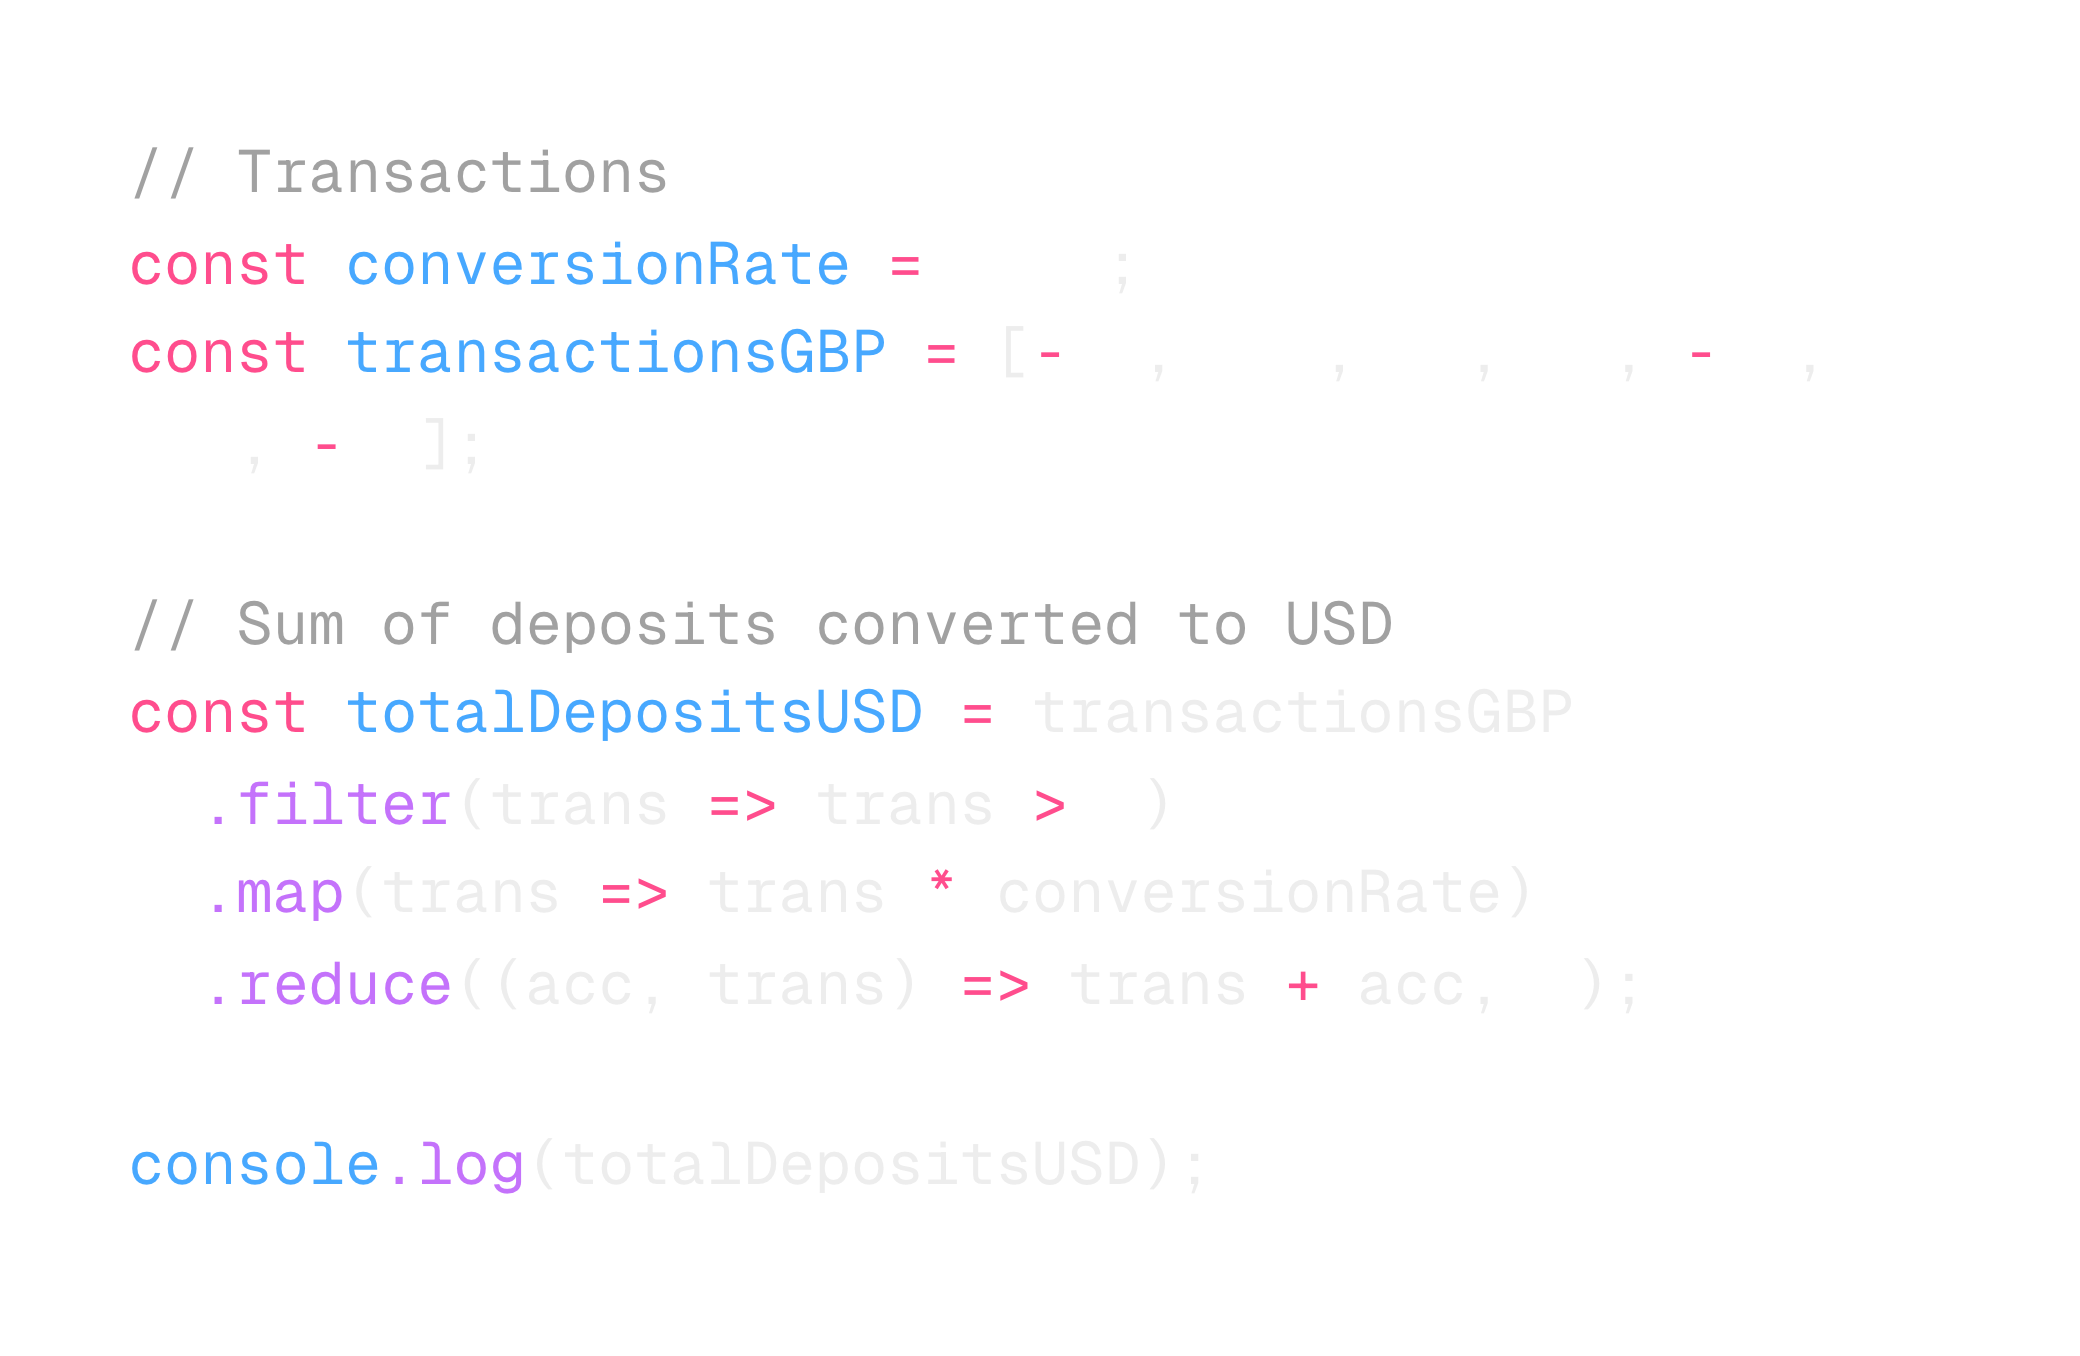 // Transactions
const conversionRate = ;
const transactionsGBP = [- , , , , - ,
, - ];
// Sum of deposits converted to USD
const totalDepositsUSD = transactionsGBP
.filter(trans => trans > )
.map(trans => trans * conversionRate)
.reduce((acc, trans) => trans + acc, );
console.log(totalDepositsUSD);